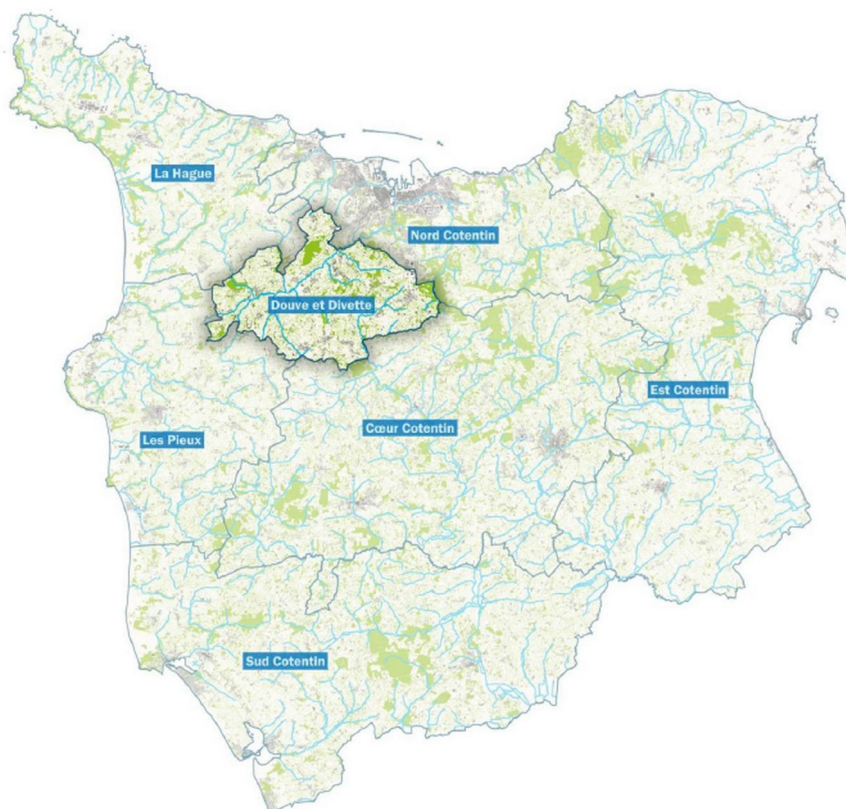 La Hague
Nord Cotentin
Douve et Divette
Est Cotentin
Cœur Cotentin
Les Pieux
Sud Cotentin